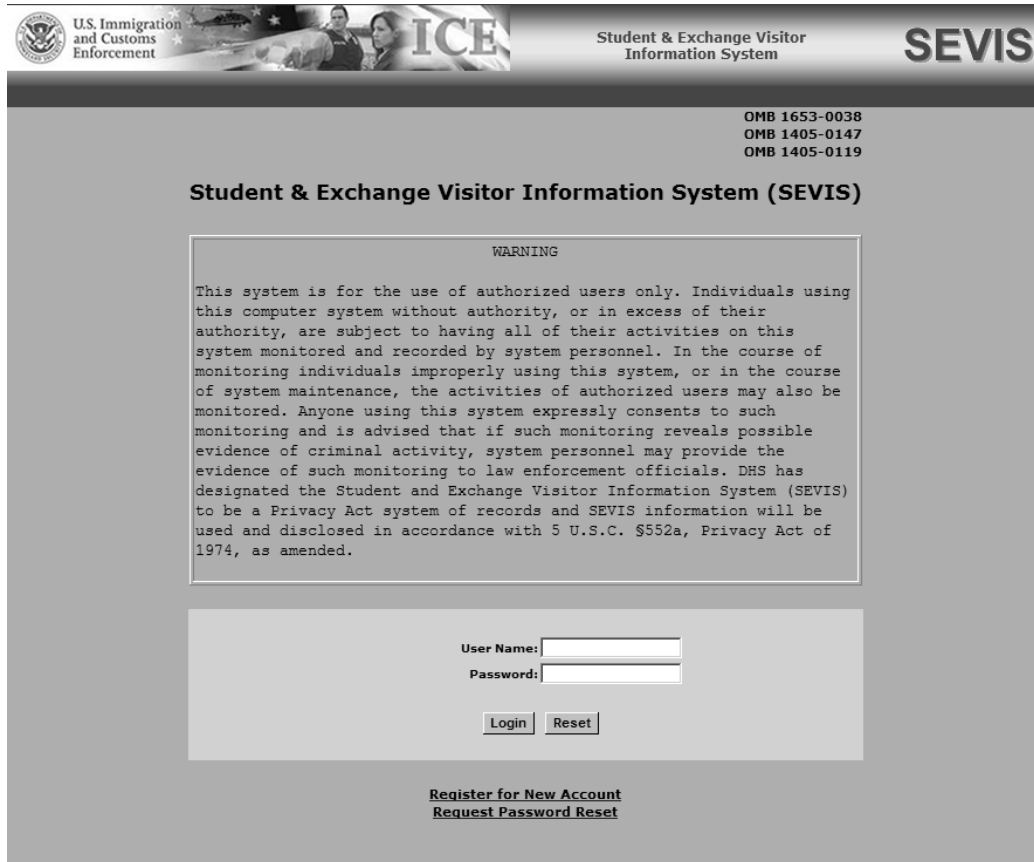 U.S. Immigration
and Customs
Enforcement
ICE
Student & Exchange Visitor
Information System
SEVIS
OMB 1653-0038
OMB 1405-0147
OMB 1405-0119
Student & Exchange Visitor Information System (SEVIS)
WARNING
This system is for the use of authorized users only. Individuals using
this computer system without authority, or in excess of their
authority, are subject to having all of their activities on this
system monitored and recorded by system personnel. In the course of
monitoring individuals improperly using this system, or in the course
of system maintenance, the activities of authorized users may also be
monitored. Anyone using this system expressly consents to such
monitoring and is advised that if such monitoring reveals possible
evidence of criminal activity, system personnel may provide the
evidence of such monitoring to law enforcement officials. DHS has
designated the Student and Exchange Visitor Information System (SEVIS)
to be a Privacy Act system of records and SEVIS information will be
used and disclosed in accordance with 5 U.S.C. §552a, Privacy Act of
1974, as amended.
User Name:
Password:
Login Reset
Register for New Account
Request Password Reset